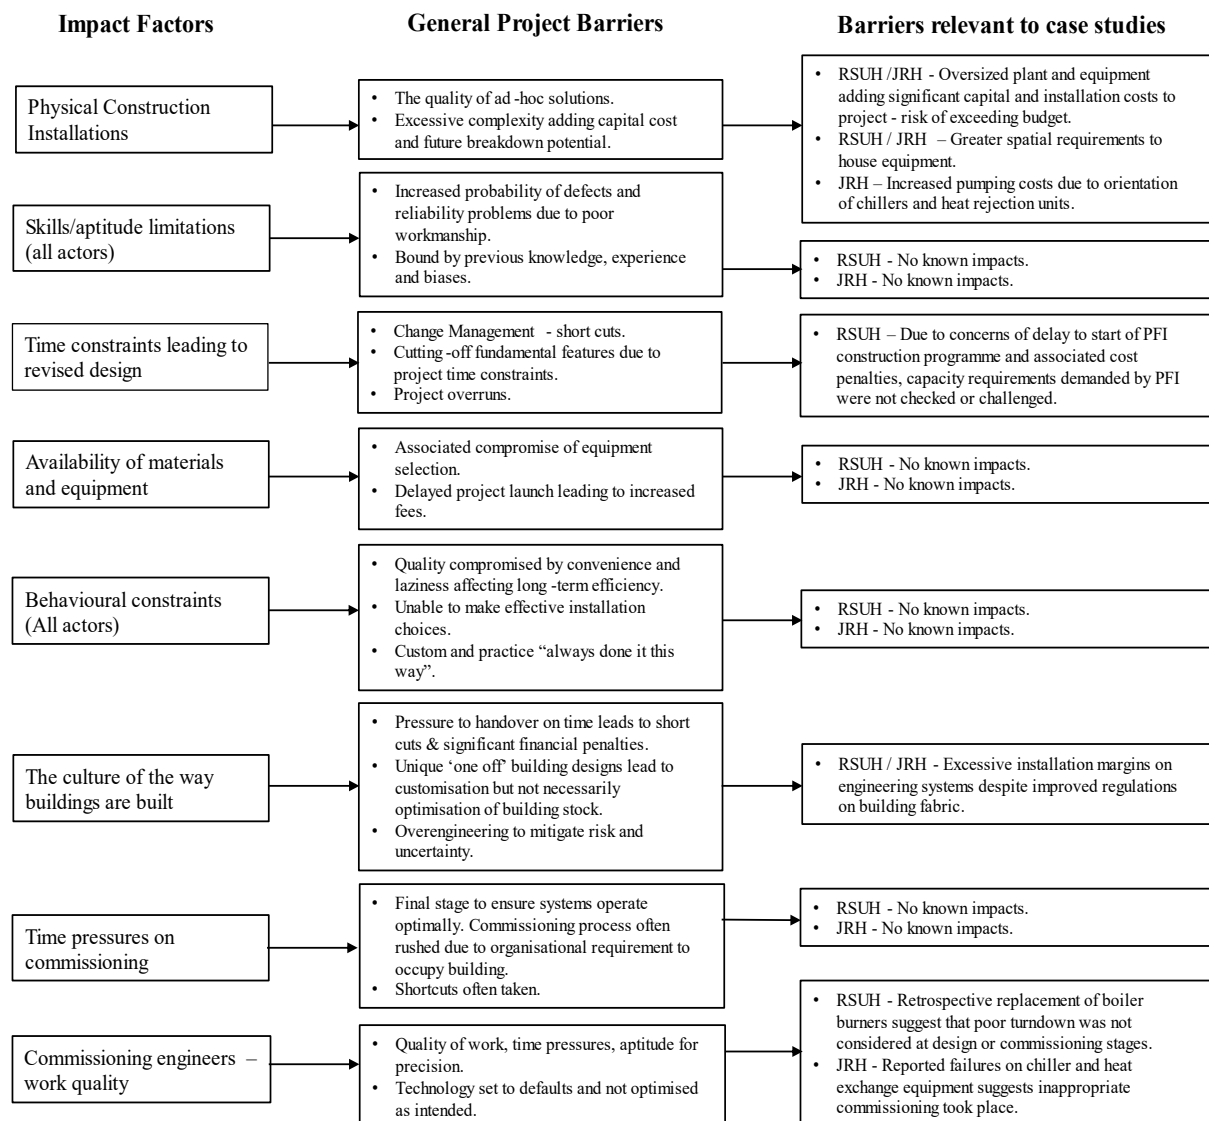 Impact Factors
General Project Barriers
Barriers relevant to case studies
Physical Construction
Installations
• The quality of ad -hoc solutions.
• Excessive complexity adding capital cost
and future breakdown potential.
• RSUH /JRH - Oversized plant and equipment
adding significant capital and installation costs to
project - risk of exceeding budget.
• RSUH / JRH – Greater spatial requirements to
house equipment.
• JRH – Increased pumping costs due to orientation
of chillers and heat rejection units.
Skills/aptitude limitations
(all actors)
• Increased probability of defects and
reliability problems due to poor
workmanship.
• Bound by previous knowledge, experience
and biases.
• RSUH - No known impacts.
• JRH - No known impacts.
Time constraints leading to
revised design
• Change Management - short cuts.
• Cutting -off fundamental features due to
project time constraints.
• Project overruns.
• RSUH – Due to concerns of delay to start of PFI
construction programme and associated cost
penalties, capacity requirements demanded by PFI
were not checked or challenged.
Availability of materials
and equipment
• Associated compromise of equipment
selection.
• Delayed project launch leading to increased
fees.
• RSUH - No known impacts.
• JRH - No known impacts.
Behavioural constraints
(All actors)
• Quality compromised by convenience and
laziness affecting long -term efficiency.
• Unable to make effective installation
choices.
• Custom and practice “always done it this
way”.
• RSUH - No known impacts.
• JRH - No known impacts.
The culture of the way
buildings are built
• Pressure to handover on time leads to short
cuts & significant financial penalties.
• Unique ‘one off’ building designs lead to
customisation but not necessarily
optimisation of building stock.
• Overengineering to mitigate risk and
uncertainty.
• RSUH / JRH - Excessive installation margins on
engineering systems despite improved regulations
on building fabric.
Time pressures on
commissioning
• Final stage to ensure systems operate
optimally. Commissioning process often
rushed due to organisational requirement to
occupy building.
• Shortcuts often taken.
• RSUH - No known impacts.
• JRH - No known impacts.
Commissioning engineers –
work quality
• Quality of work, time pressures, aptitude for
precision.
• Technology set to defaults and not optimised
as intended.
• RSUH - Retrospective replacement of boiler
burners suggest that poor turndown was not
considered at design or commissioning stages.
• JRH - Reported failures on chiller and heat
exchange equipment suggests inappropriate
commissioning took place.